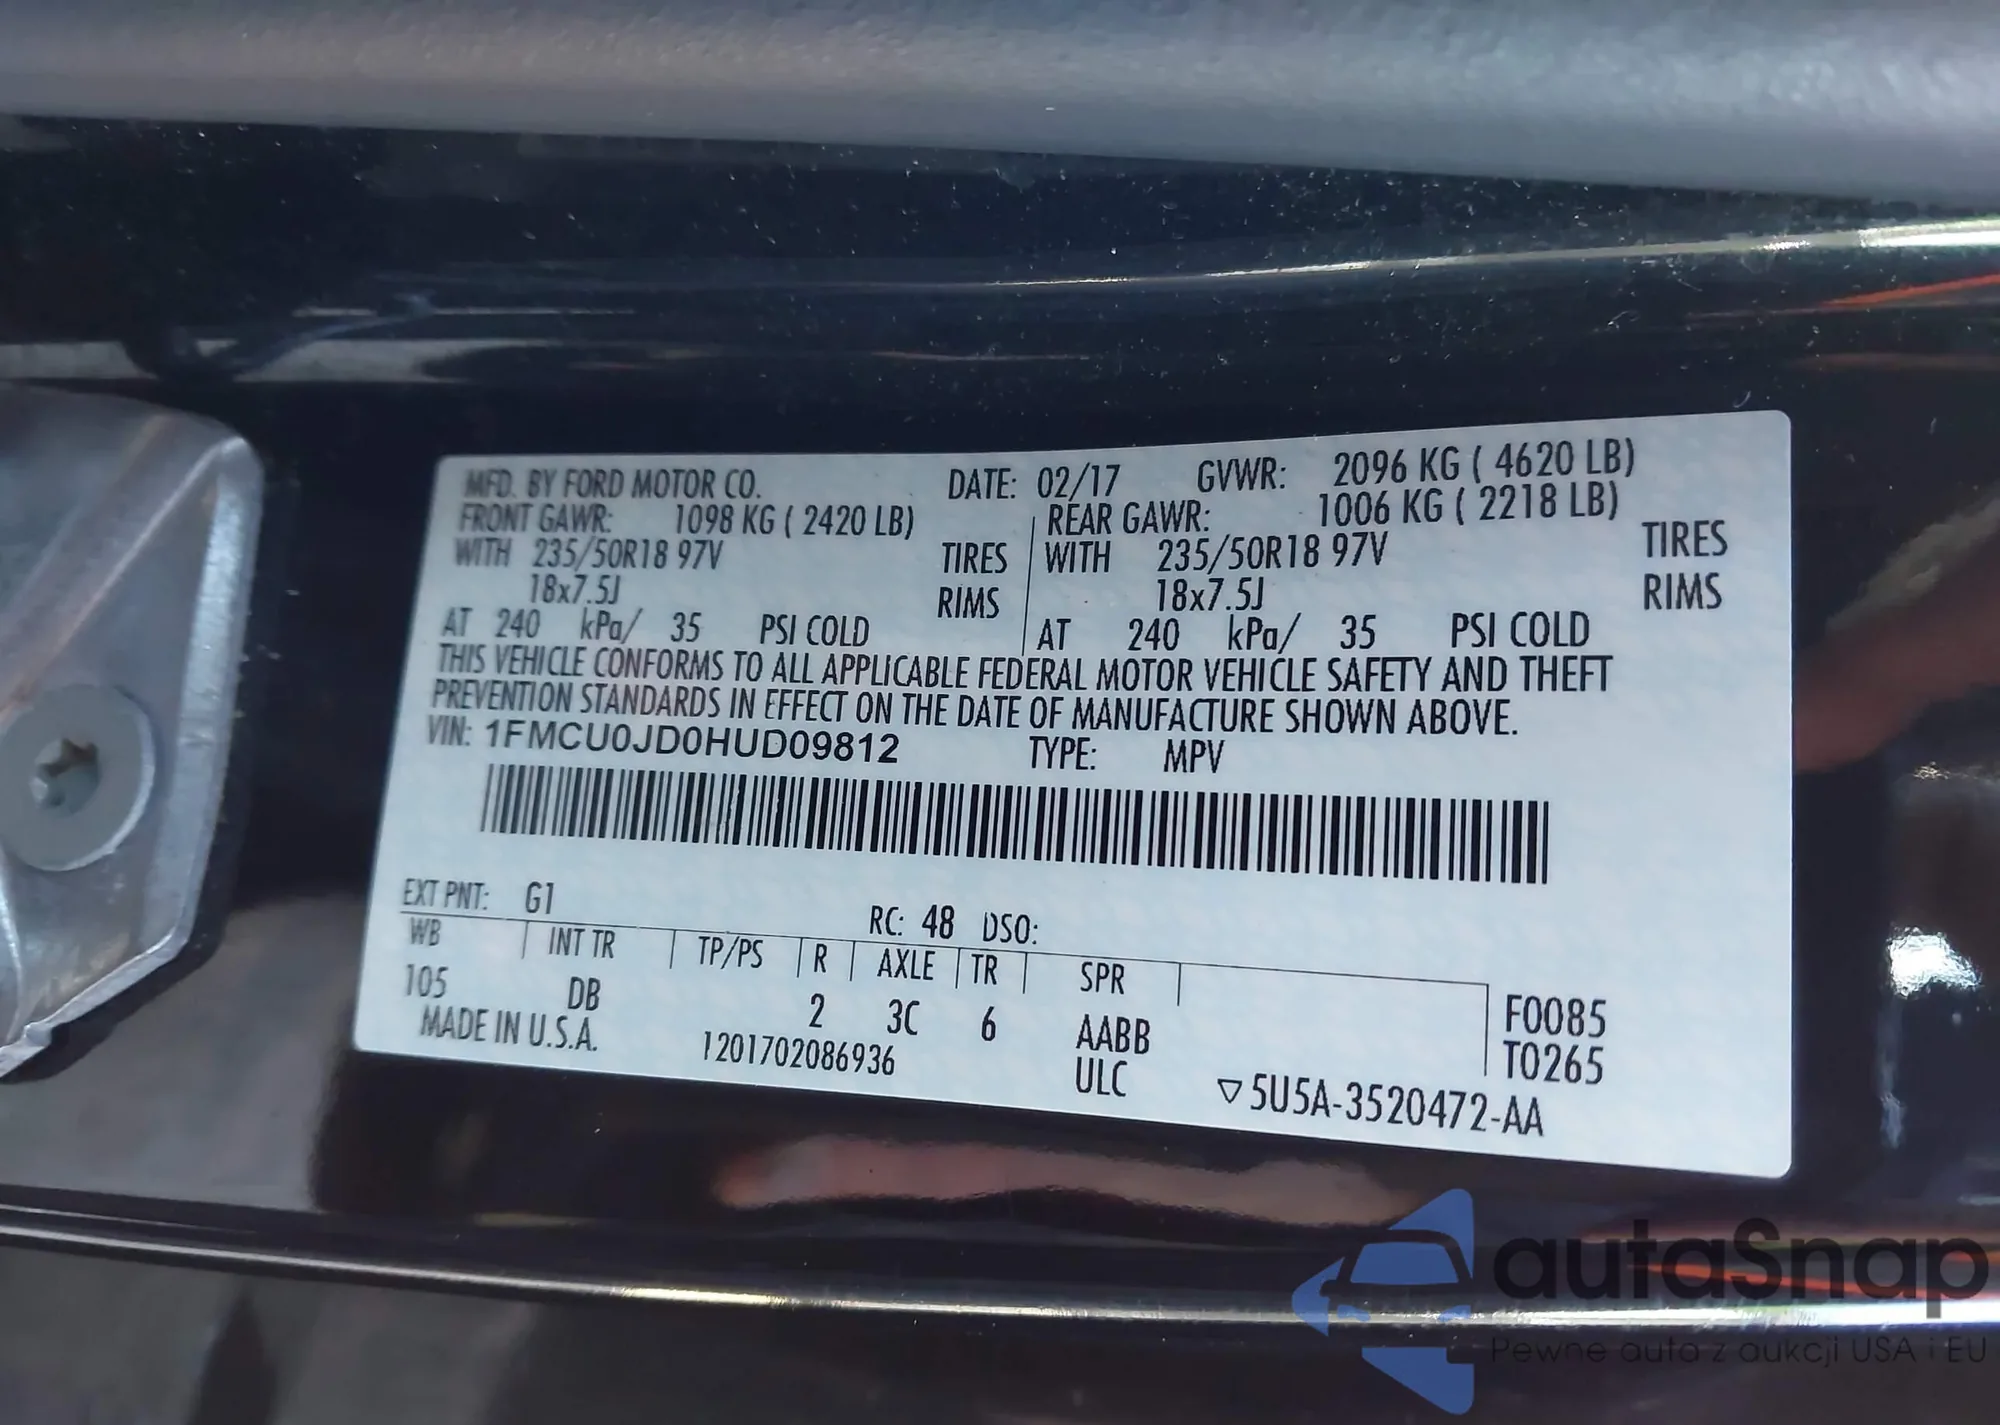 MFD. BY FORD MOTOR CO. DATE: 02/17 GVWR: 2096 KG ( 4620 LB)
FRONT GAWR: 1098 KG ( 2420 LB) REAR GAWR: 1006 KG ( 2218 LB)
WITH 235/50R18 97V TIRES WITH 235/50R18 97V TIRES
18x7.5J RIMS 18x7.5J RIMS
AT 240 kPa/ 35 PSI COLD AT 240 kPa/ 35 PSI COLD
THIS VEHICLE CONFORMS TO ALL APPLICABLE FEDERAL MOTOR VEHICLE SAFETY AND THEFT
PREVENTION STANDARDS IN EFFECT ON THE DATE OF MANUFACTURE SHOWN ABOVE.
VIN: 1FMCU0JD0HUD09812 TYPE: MPV
EXT PNT: G1 RC: 48 DSO:
WB INT TR TP/PS R AXLE TR SPR
105 DB 2 3C 6 AABB F0085
MADE IN U.S.A. 1201702086936 ULC T0265
▽5U5A-3520472-AA
autaSnap
Pewne auta z aukcji USA i EU